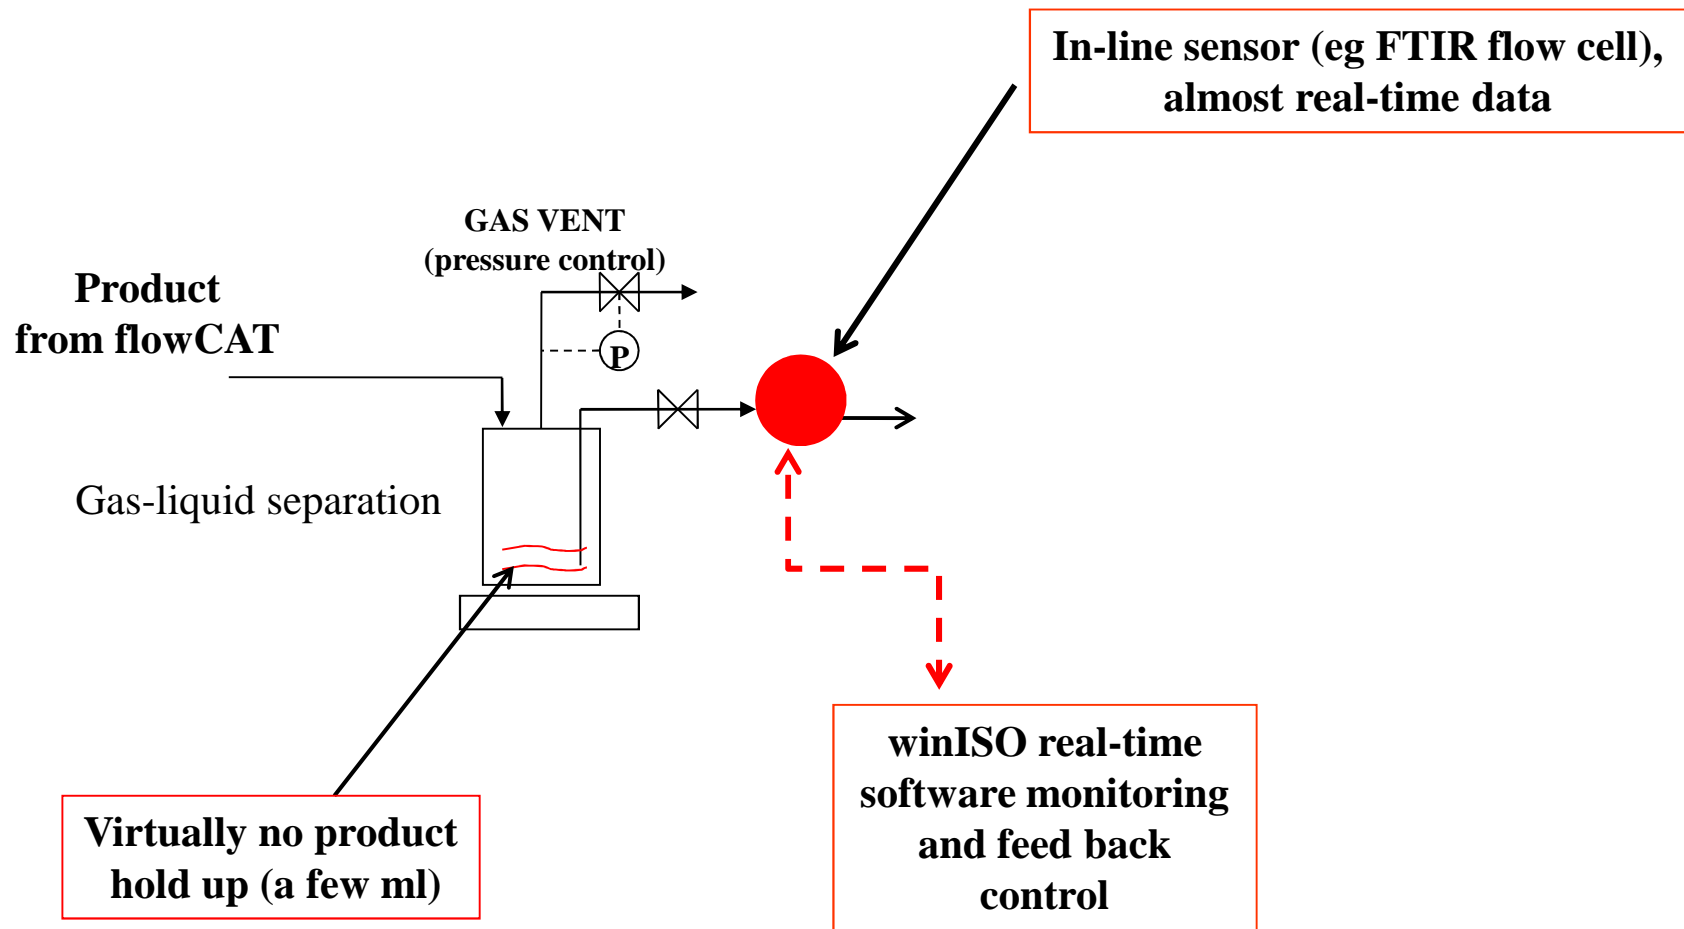 In-line sensor (eg FTIR flow cell),
almost real-time data
GAS VENT
(pressure control)
Product
from flowCAT
P
Gas-liquid separation
winISO real-time
software monitoring
and feed back
control
Virtually no product
hold up (a few ml)